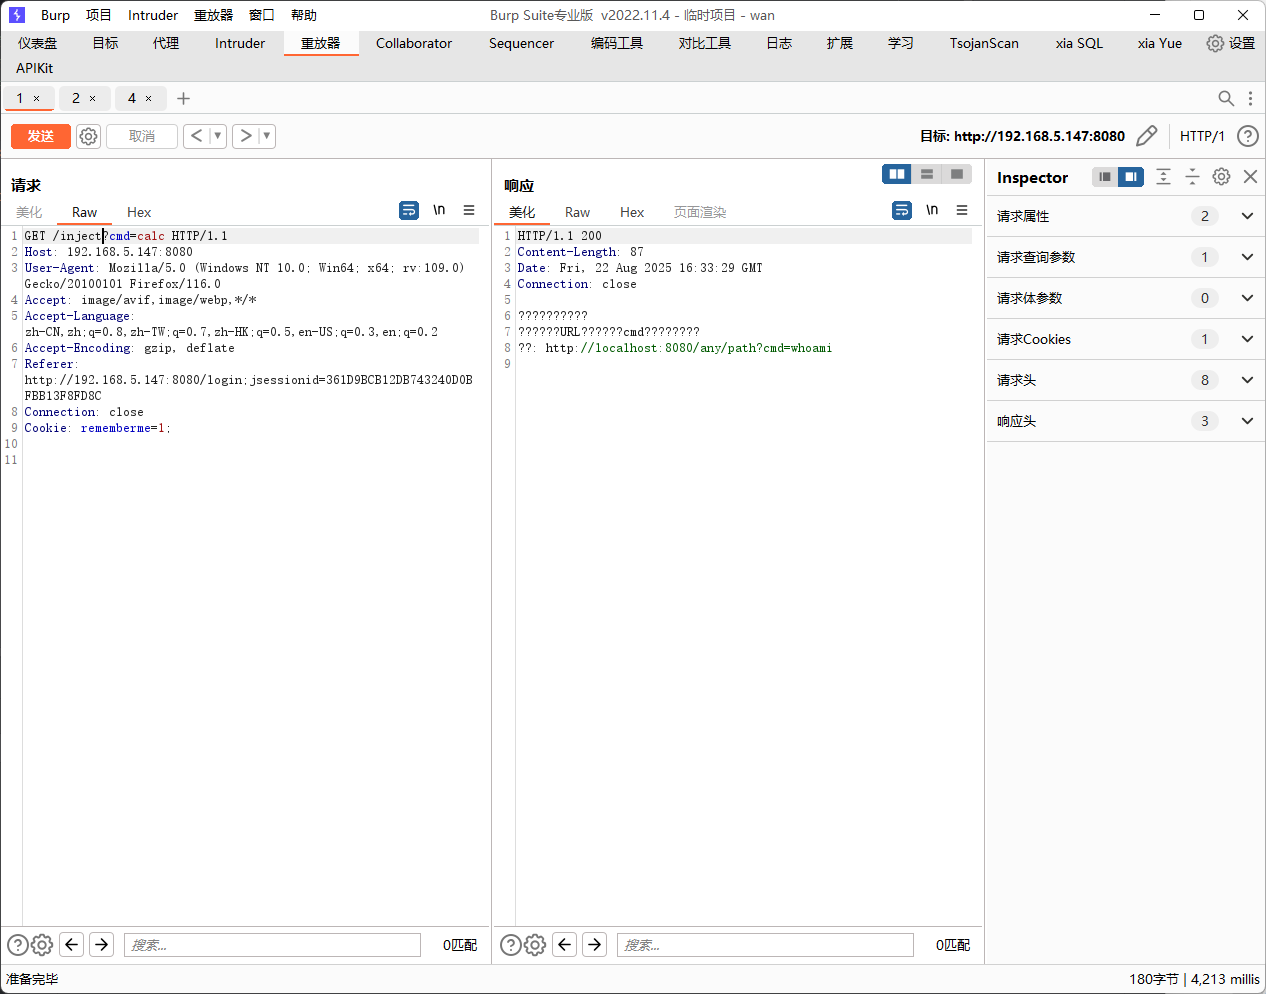 Burp 项目 Intruder 重放器 窗口 帮助 Burp Suite专业版 v2022.11.4 - 临时项目 - wan
仪表盘 目标 代理 Intruder 重放器 Collaborator Sequencer 编码工具 对比工具 日志 扩展 学习 TsojanScan xia SQL xia Yue 设置
APIKit
1 × 2 × 4 × +
发送 取消 < > 目标: http://192.168.5.147:8080 HTTP/1 ?
请求
美化 Raw Hex \n
1 GET /inject?cmd=calc HTTP/1.1
2 Host: 192.168.5.147:8080
3 User-Agent: Mozilla/5.0 (Windows NT 10.0; Win64; x64; rv:109.0)
Gecko/20100101 Firefox/116.0
4 Accept: image/avif,image/webp,*/*
5 Accept-Language:
zh-CN,zh;q=0.8,zh-TW;q=0.7,zh-HK;q=0.5,en-US;q=0.3,en;q=0.2
6 Accept-Encoding: gzip, deflate
7 Referer:
http://192.168.5.147:8080/login;jsessionid=361D9BCB12DB743240D0B
FBB13F8FD8C
8 Connection: close
9 Cookie: rememberme=1;
10
11
? 搜索... 0匹配
响应
美化 Raw Hex 页面渲染 \n
1 HTTP/1.1 200
2 Content-Length: 87
3 Date: Fri, 22 Aug 2025 16:33:29 GMT
4 Connection: close
5
6 ??????????
7 ??????URL??????cmd????????
8 ??: http://localhost:8080/any/path?cmd=whoami
9
? 搜索... 0匹配
Inspector
请求属性 2
请求查询参数 1
请求体参数 0
请求Cookies 1
请求头 8
响应头 3
准备完毕 180字节 | 4,213 millis